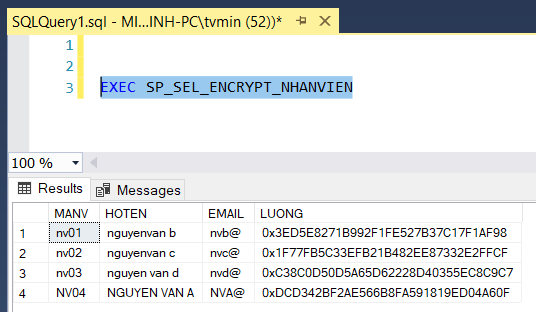 SQLQuery1.sql - MI...INH-PC\tvmin (52))*
1
2
3 EXEC SP_SEL_ENCRYPT_NHANVIEN
100 %
Results Messages
MANV HOTEN EMAIL LUONG
1 nv01 nguyenvan b nvb@ 0x3ED5E8271B992F1FE527B37C17F1AF98
2 nv02 nguyenvan c nvc@ 0x1F77FB5C33EFB21B482EE87332E2FFCF
3 nv03 nguyen van d nvd@ 0xC38C0D50D5A65D62228D40355EC8C9C7
4 NV04 NGUYEN VAN A NVA@ 0xDCD342BF2AE566B8FA591819ED04A60F